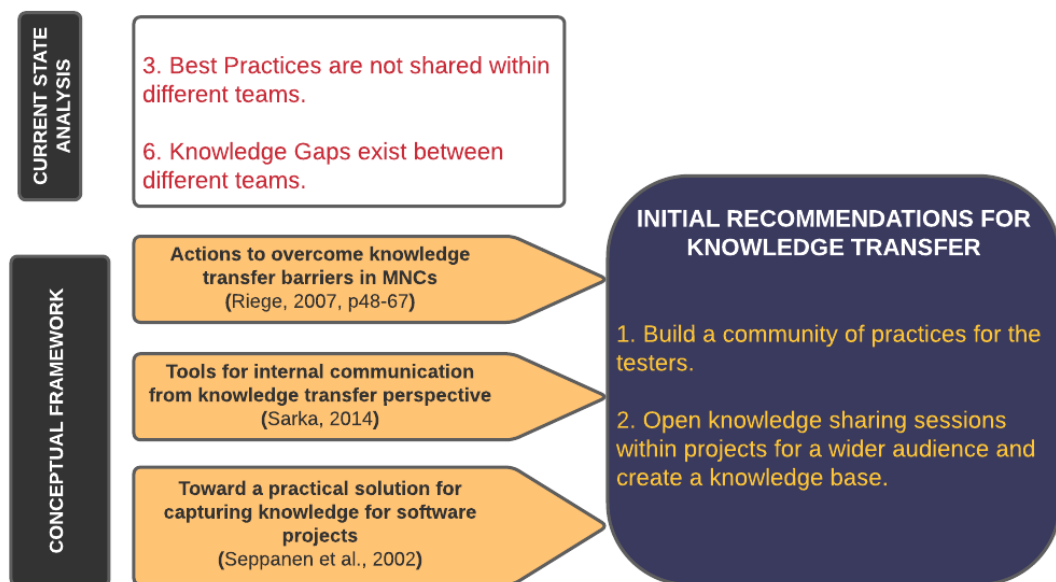 CURRENT STATE
ANALYSIS
3. Best Practices are not shared within
different teams.
6. Knowledge Gaps exist between
different teams.
CONCEPTUAL FRAMEWORK
Actions to overcome knowledge
transfer barriers in MNCs
(Riege, 2007, p48-67)
Tools for internal communication
from knowledge transfer perspective
(Sarka, 2014)
Toward a practical solution for
capturing knowledge for software
projects
(Seppanen et al., 2002)
INITIAL RECOMMENDATIONS FOR
KNOWLEDGE TRANSFER
1. Build a community of practices for the
testers.
2. Open knowledge sharing sessions
within projects for a wider audience and
create a knowledge base.